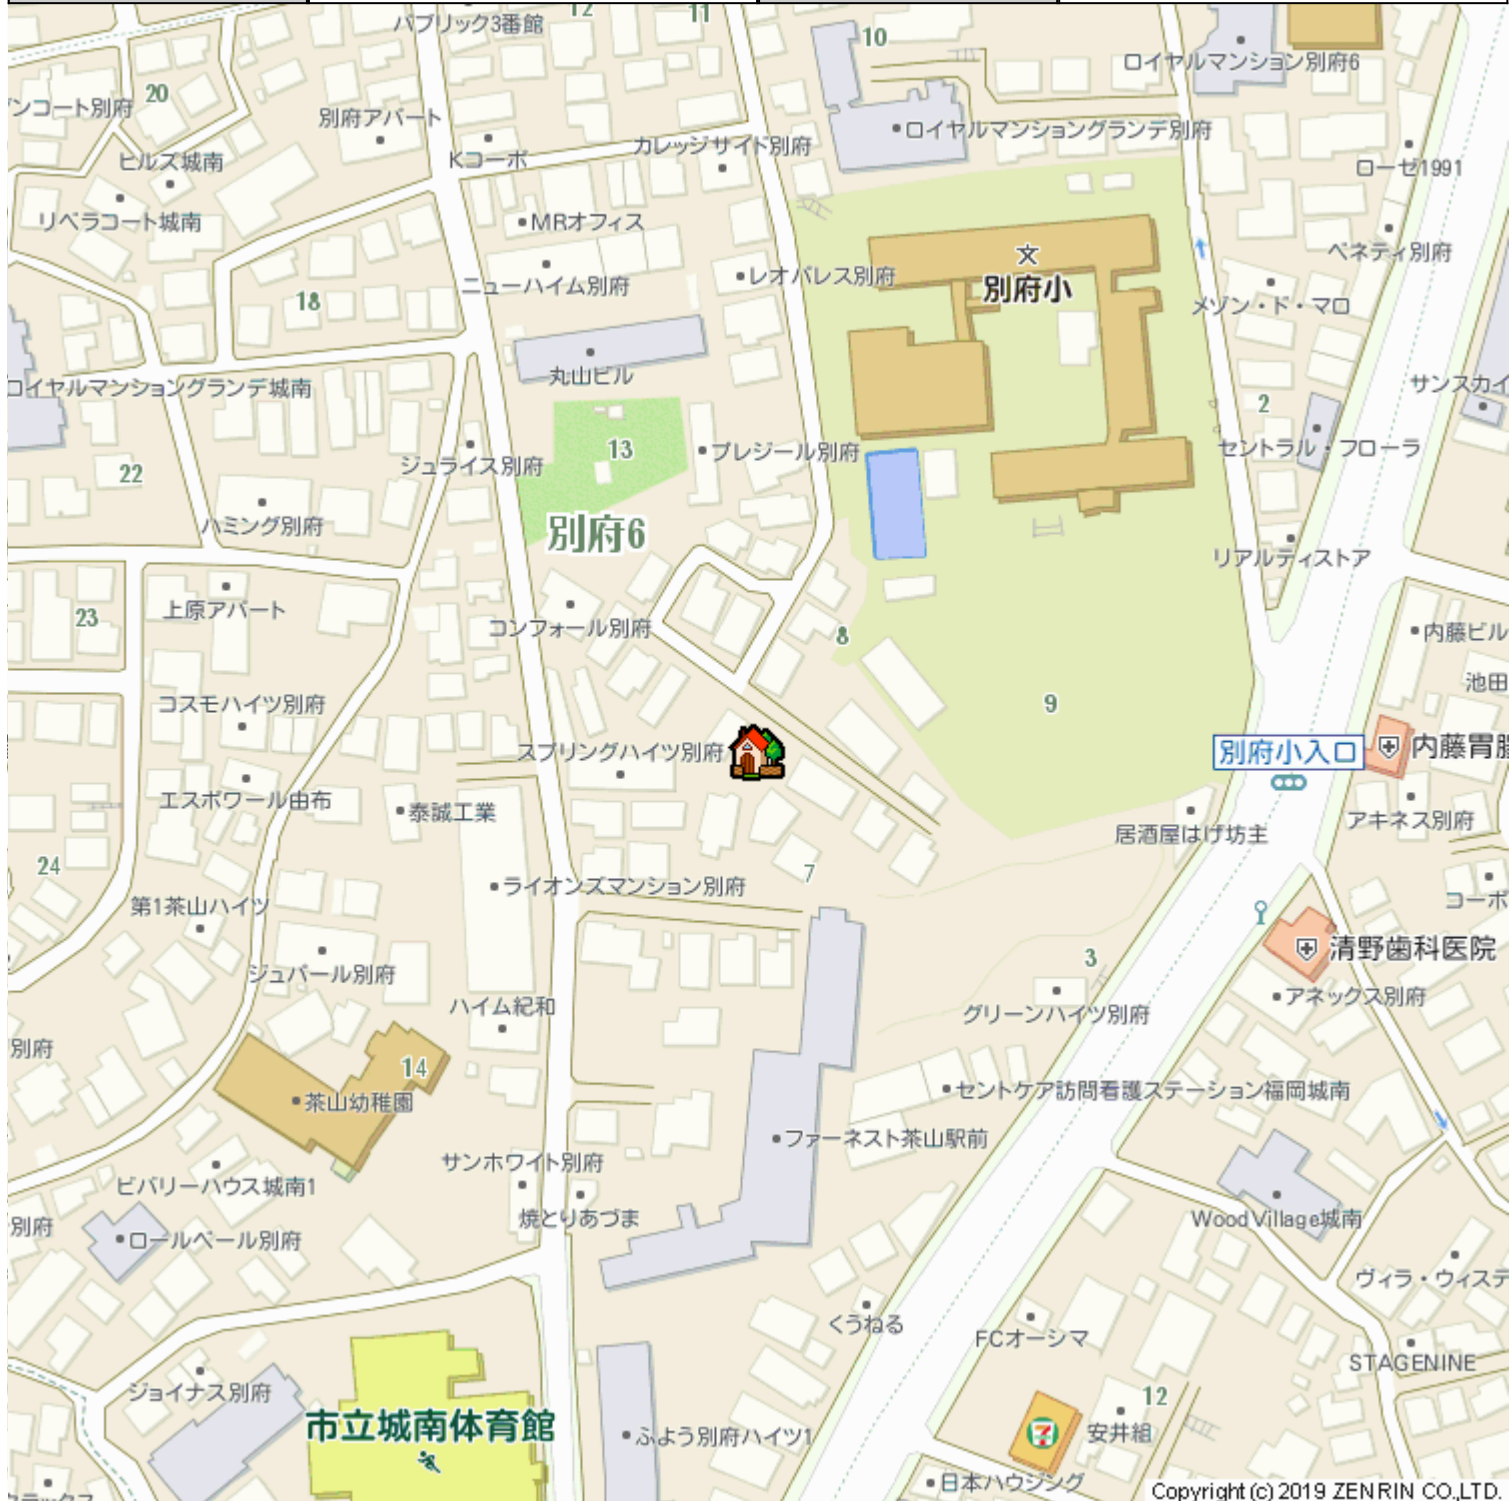 パブリック3番館
12
11
10
ロイヤルマンション別府6
ンコート別府
20
別府アパート
ロイヤルマンショングランデ別府
カレッジサイド別府
Kコーポ
ヒルズ城南
ローゼ1991
リベラコート城南
MRオフィス
ベネティ別府
別府小
レオパレス別府
ニューハイム別府
18
メゾン・ド・マロ
丸山ビル
ロイヤルマンショングランデ城南
サンスカイ
2
13
プレジール別府
セントラル・フローラ
ジュライス別府
22
ハミング別府
別府6
リアルティストア
上原アパート
23
コンフォール別府
8
内藤ビル
池田
コスモハイツ別府
9
スプリングハイツ別府
別府小入口
内藤胃腸
エスポワール由布
泰誠工業
アキネス別府
居酒屋はげ坊主
24
7
ライオンズマンション別府
コーポ
第1茶山ハイツ
清野歯科医院
3
ジュパール別府
アネックス別府
ハイム紀和
グリーンハイツ別府
別府
14
茶山幼稚園
セントケア訪問看護ステーション福岡城南
ファーネスト茶山駅前
サンホワイト別府
ビバリーハウス城南1
焼とりあづま
WoodVillage城南
別府
ロールベール別府
ヴィラ・ウィステ
くうねる
FCオーシマ
STAGENINE
ジョイナス別府
12
市立城南体育館
安井組
ふよう別府ハイツ1
日本ハウジング
Copyright (c) 2019 ZENRIN CO.,LTD.